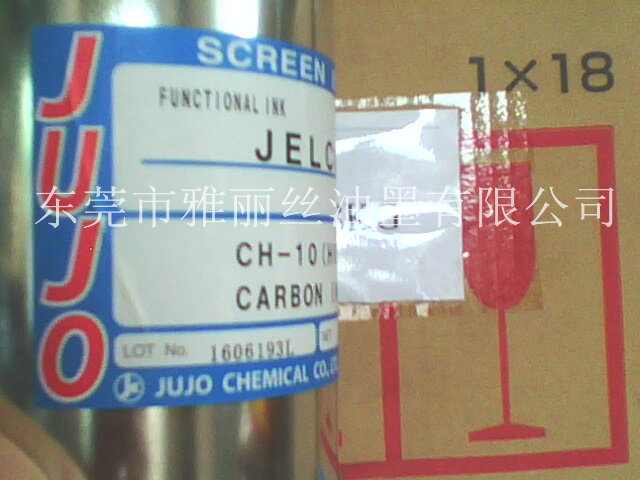 JUJO
SCREEN
1×18
FUNCTIONAL INK
JELC
东莞市雅丽丝油墨有限公司
CH-10(
CARBON
LOT No. 1606193L
JUJO CHEMICAL CO.,